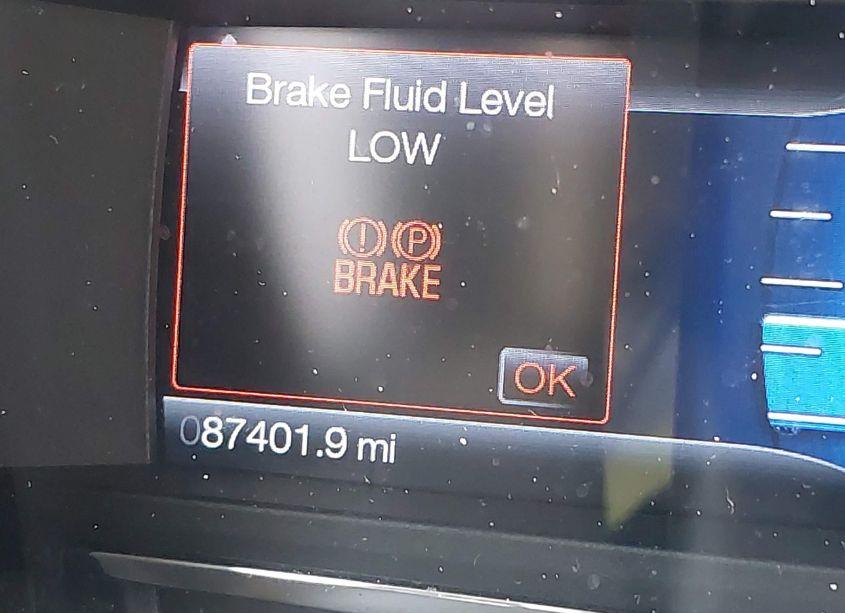 Brake Fluid Level
LOW
(!) (P)
BRAKE
OK
087401.9 mi